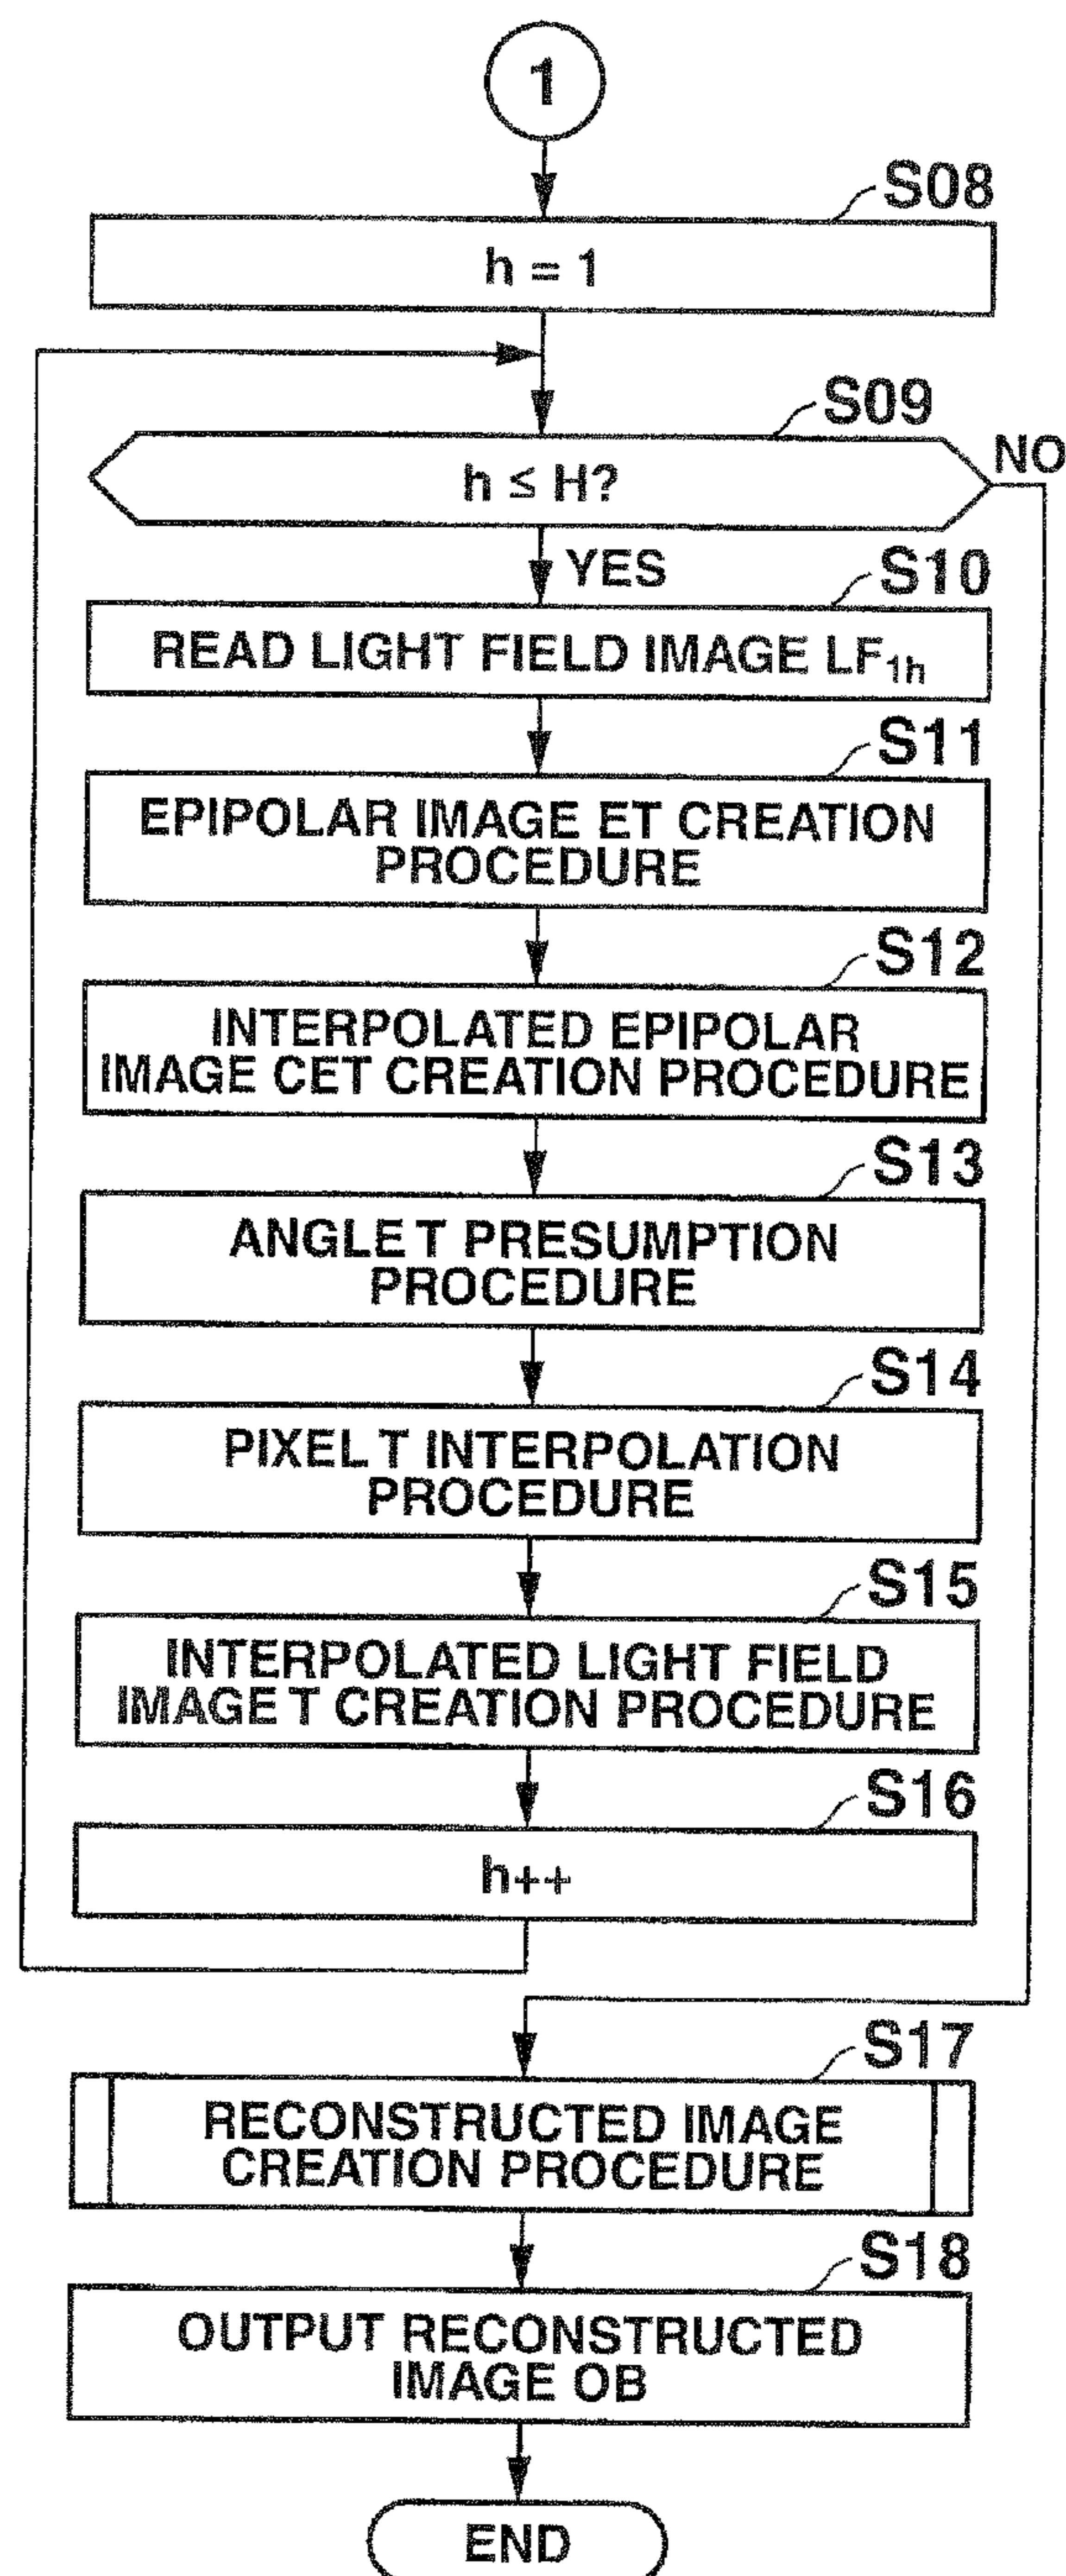 1
S08
h = 1
S09
h ≤ H?
NO
YES
S10
READ LIGHT FIELD IMAGE LF1h
S11
EPIPOLAR IMAGE ET CREATION
PROCEDURE
S12
INTERPOLATED EPIPOLAR
IMAGE CET CREATION PROCEDURE
S13
ANGLE T PRESUMPTION
PROCEDURE
S14
PIXEL T INTERPOLATION
PROCEDURE
S15
INTERPOLATED LIGHT FIELD
IMAGE T CREATION PROCEDURE
S16
h++
S17
RECONSTRUCTED IMAGE
CREATION PROCEDURE
S18
OUTPUT RECONSTRUCTED
IMAGE OB
END